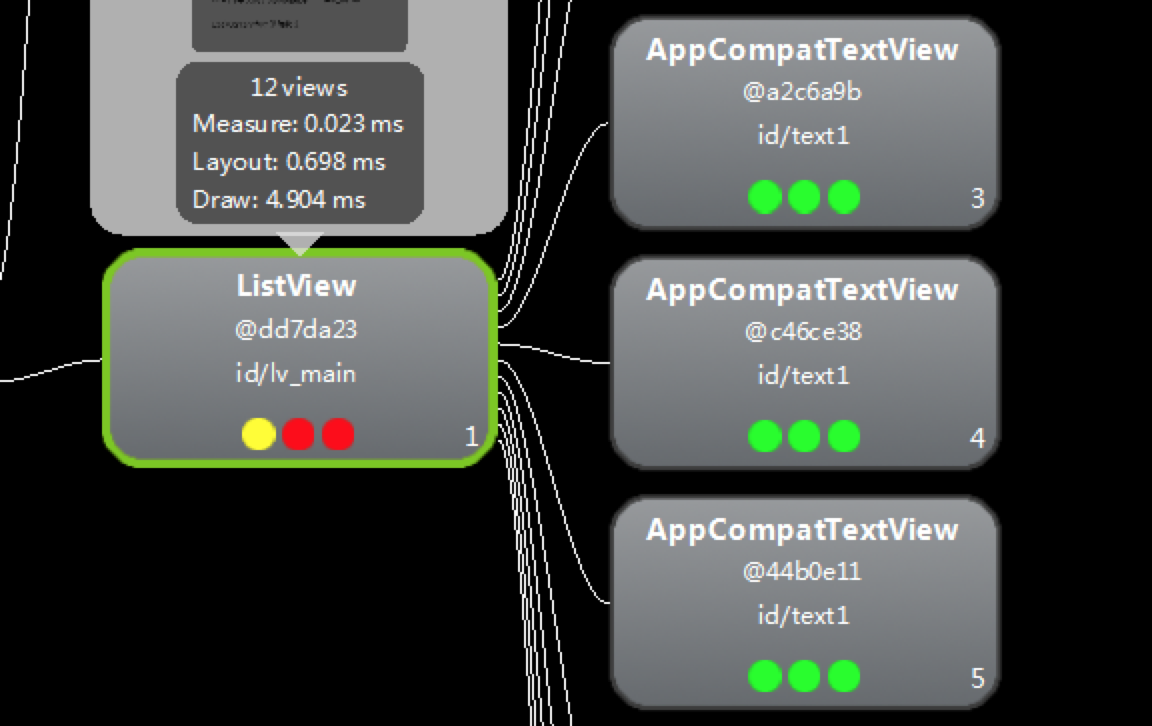 12 views
Measure: 0.023 ms
Layout: 0.698 ms
Draw: 4.904 ms
ListView
@dd7da23
id/lv_main
1
AppCompatTextView
@a2c6a9b
id/text1
3
AppCompatTextView
@c46ce38
id/text1
4
AppCompatTextView
@44b0e11
id/text1
5